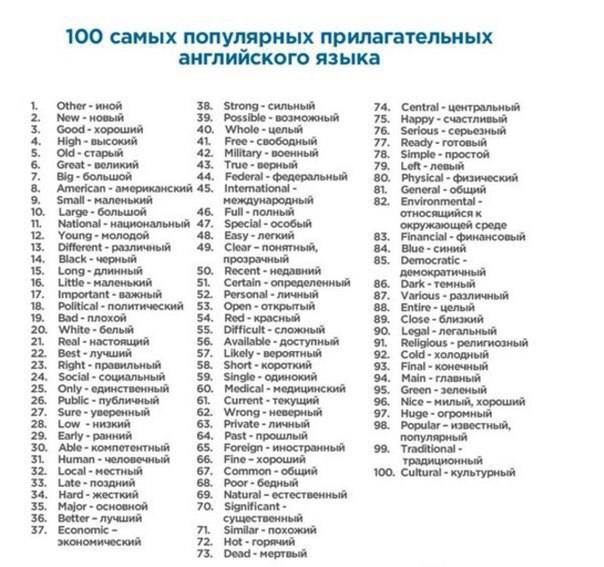 100 самых популярных прилагательных
английского языка
1. Other - иной
2. New - новый
3. Good - хороший
4. High - высокий
5. Old - старый
6. Great - великий
7. Big - большой
8. American - американский
9. Small - маленький
10. Large - большой
11. National - национальный
12. Young - молодой
13. Different - различный
14. Black - черный
15. Long - длинный
16. Little - маленький
17. Important - важный
18. Political - политический
19. Bad - плохой
20. White - белый
21. Real - настоящий
22. Best - лучший
23. Right - правильный
24. Social - социальный
25. Only - единственный
26. Public - публичный
27. Sure - уверенный
28. Low - низкий
29. Early - ранний
30. Able - компетентный
31. Human - человечный
32. Local - местный
33. Late - поздний
34. Hard - жесткий
35. Major - основной
36. Better – лучший
37. Economic –
экономический
38. Strong - сильный
39. Possible - возможный
40. Whole - целый
41. Free - свободный
42. Military - военный
43. True - верный
44. Federal - федеральный
45. International -
международный
46. Full - полный
47. Special - особый
48. Easy - легкий
49. Clear – понятный,
прозрачный
50. Recent - недавний
51. Certain - определенный
52. Personal - личный
53. Open - открытый
54. Red - красный
55. Difficult - сложный
56. Available - доступный
57. Likely - вероятный
58. Short - короткий
59. Single - одинокий
60. Medical - медицинский
61. Current - текущий
62. Wrong - неверный
63. Private - личный
64. Past - прошлый
65. Foreign - иностранный
66. Fine – хороший
67. Common - общий
68. Poor - бедный
69. Natural - естественный
70. Significant -
существенный
71. Similar - похожий
72. Hot - горячий
73. Dead - мертвый
74. Central - центральный
75. Happy - счастливый
76. Serious - серьезный
77. Ready - готовый
78. Simple - простой
79. Left - левый
80. Physical - физический
81. General - общий
82. Environmental -
относящийся к
окружающей среде
83. Financial - финансовый
84. Blue - синий
85. Democratic -
демократичный
86. Dark - темный
87. Various - различный
88. Entire - целый
89. Close - близкий
90. Legal - легальный
91. Religious - религиозный
92. Cold - холодный
93. Final - конечный
94. Main - главный
95. Green - зеленый
96. Nice – милый, хороший
97. Huge - огромный
98. Popular – известный,
популярный
99. Traditional -
традиционный
100. Cultural - культурный